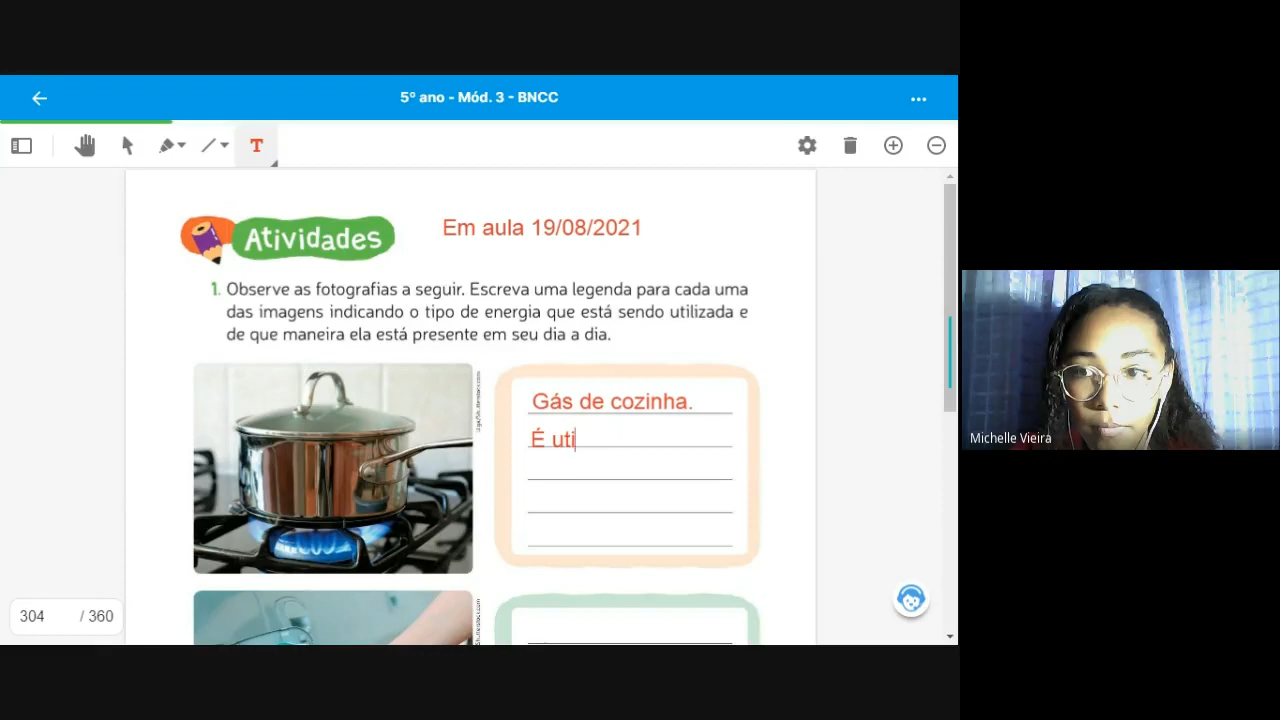 5º ano - Mód. 3 - BNCC
T
Atividades
Em aula 19/08/2021
1. Observe as fotografias a seguir. Escreva uma legenda para cada uma
das imagens indicando o tipo de energia que está sendo utilizada e
de que maneira ela está presente em seu dia a dia.
Gás de cozinha.
É uti
304 / 360
Michelle Vieira